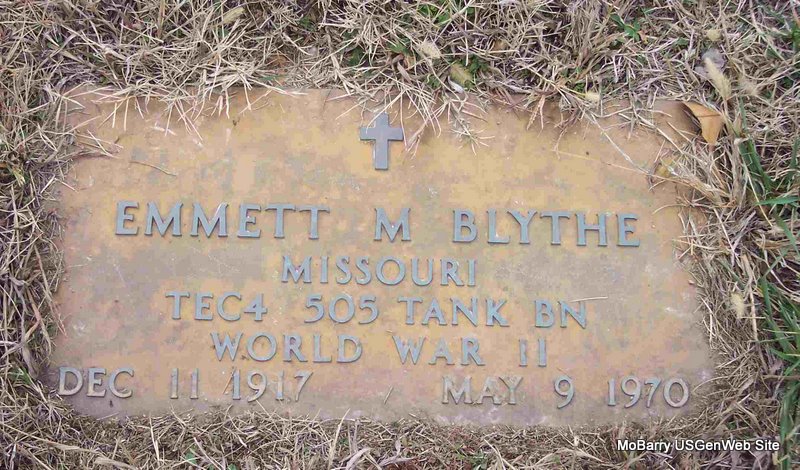 EMMETT M BLYTHE
MISSOURI
TEC4 505 TANK BN
WORLD WAR II
DEC 11 1917 MAY 9 1970
MoBarry USGenWeb Site